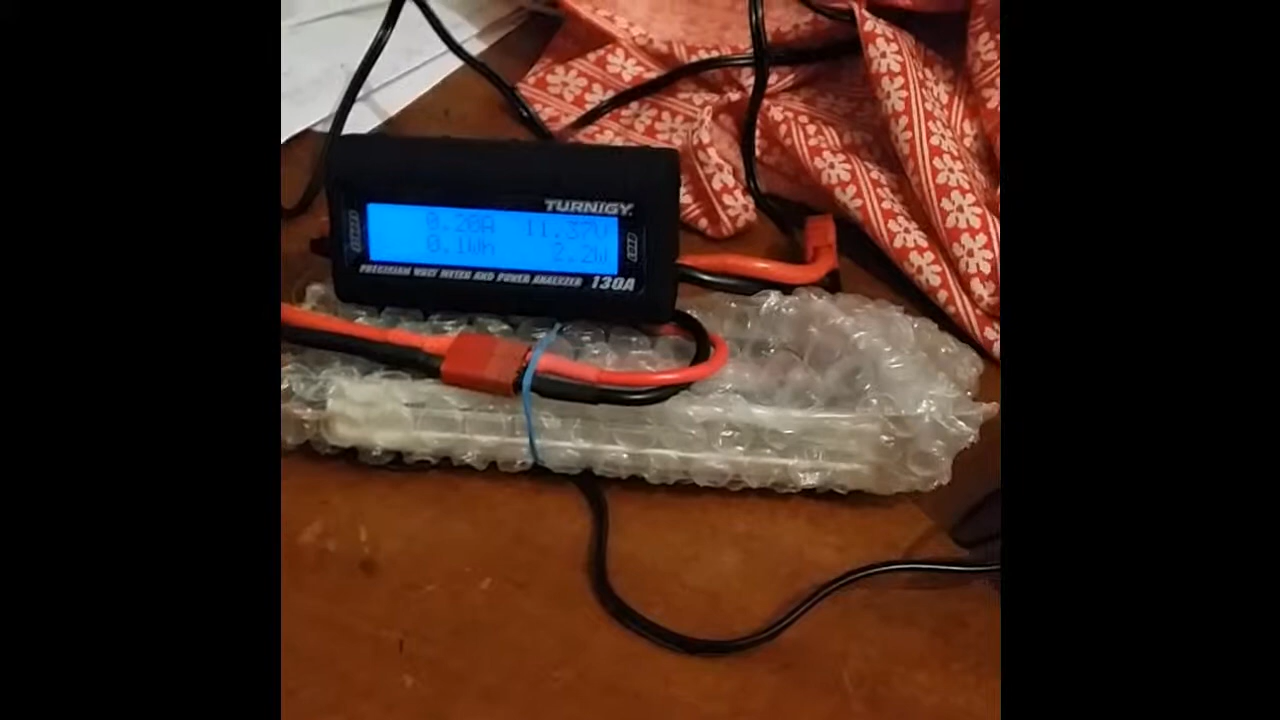 TURNIGY
0.20A 11.37V
0.1Wh 2.2W
PRECISION WATT METER AND POWER ANALYZER 130A